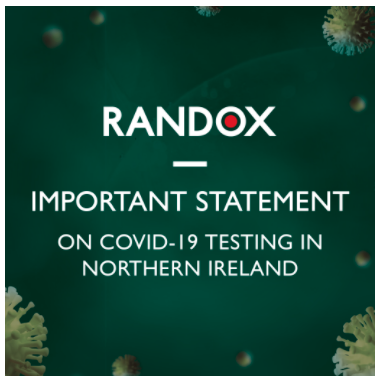 RANDOX
IMPORTANT STATEMENT
ON COVID-19 TESTING IN
NORTHERN IRELAND